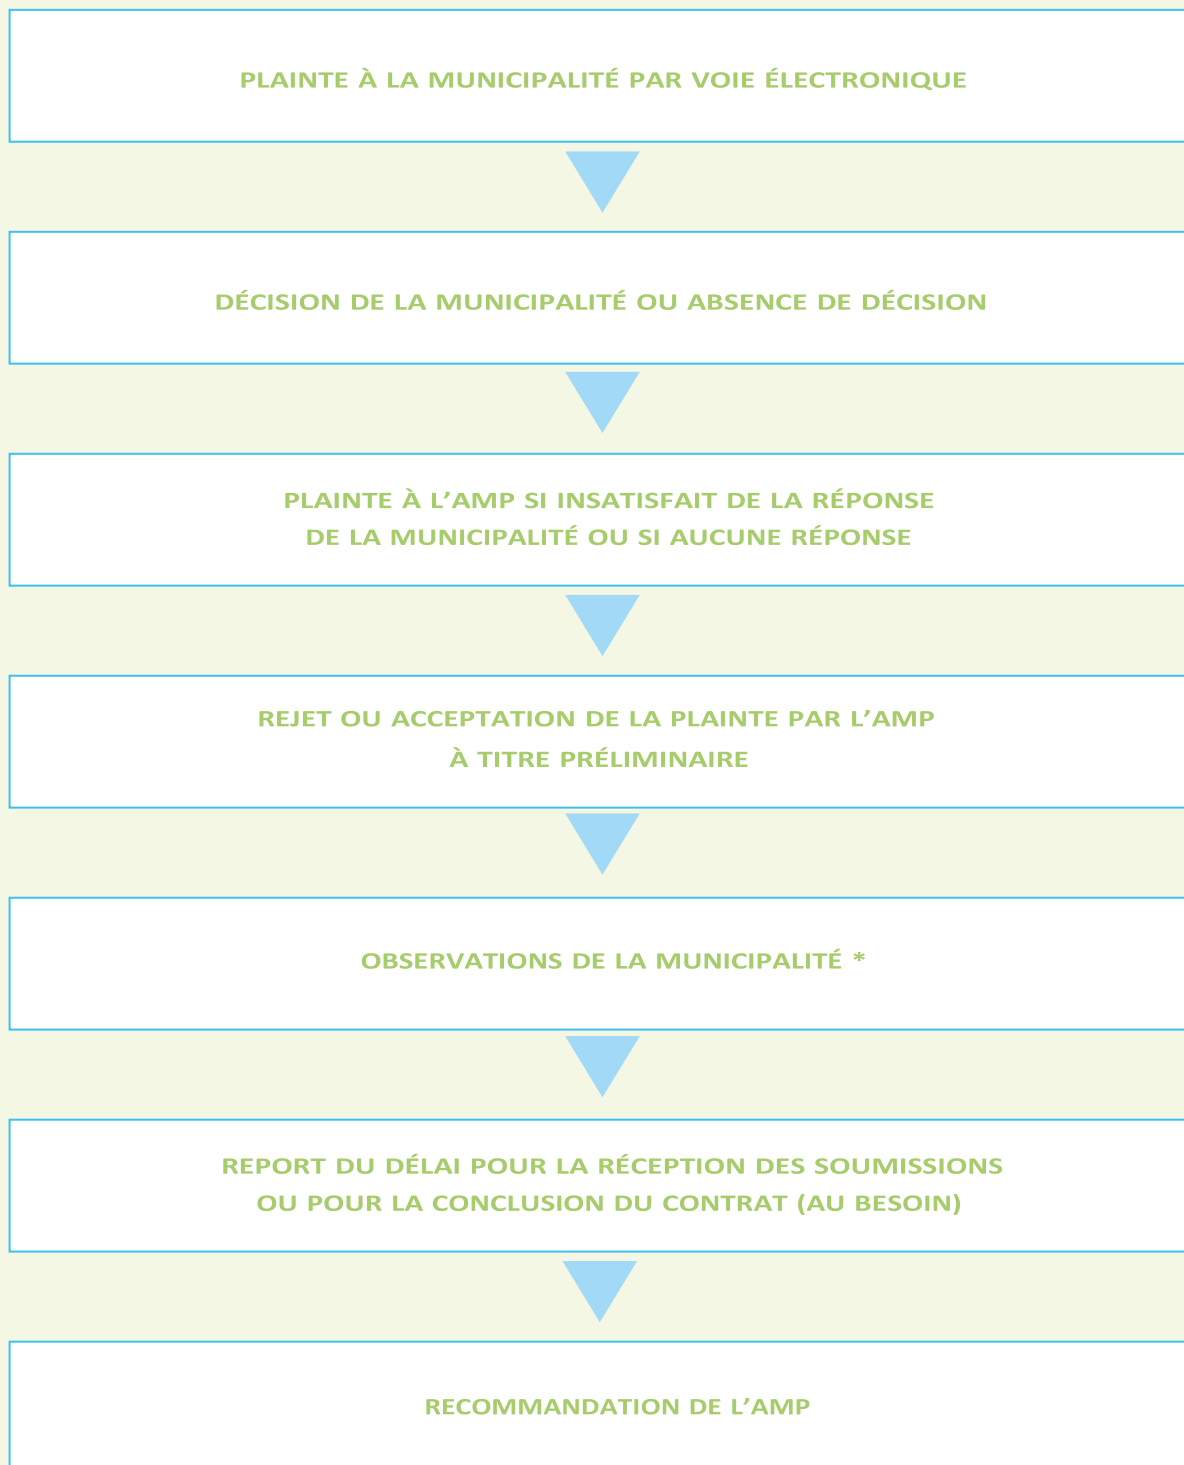 PLAINTE À LA MUNICIPALITÉ PAR VOIE ÉLECTRONIQUE
DÉCISION DE LA MUNICIPALITÉ OU ABSENCE DE DÉCISION
PLAINTE À L’AMP SI INSATISFAIT DE LA RÉPONSE
DE LA MUNICIPALITÉ OU SI AUCUNE RÉPONSE
REJET OU ACCEPTATION DE LA PLAINTE PAR L’AMP
À TITRE PRÉLIMINAIRE
OBSERVATIONS DE LA MUNICIPALITÉ *
REPORT DU DÉLAI POUR LA RÉCEPTION DES SOUMISSIONS
OU POUR LA CONCLUSION DU CONTRAT (AU BESOIN)
RECOMMANDATION DE L’AMP